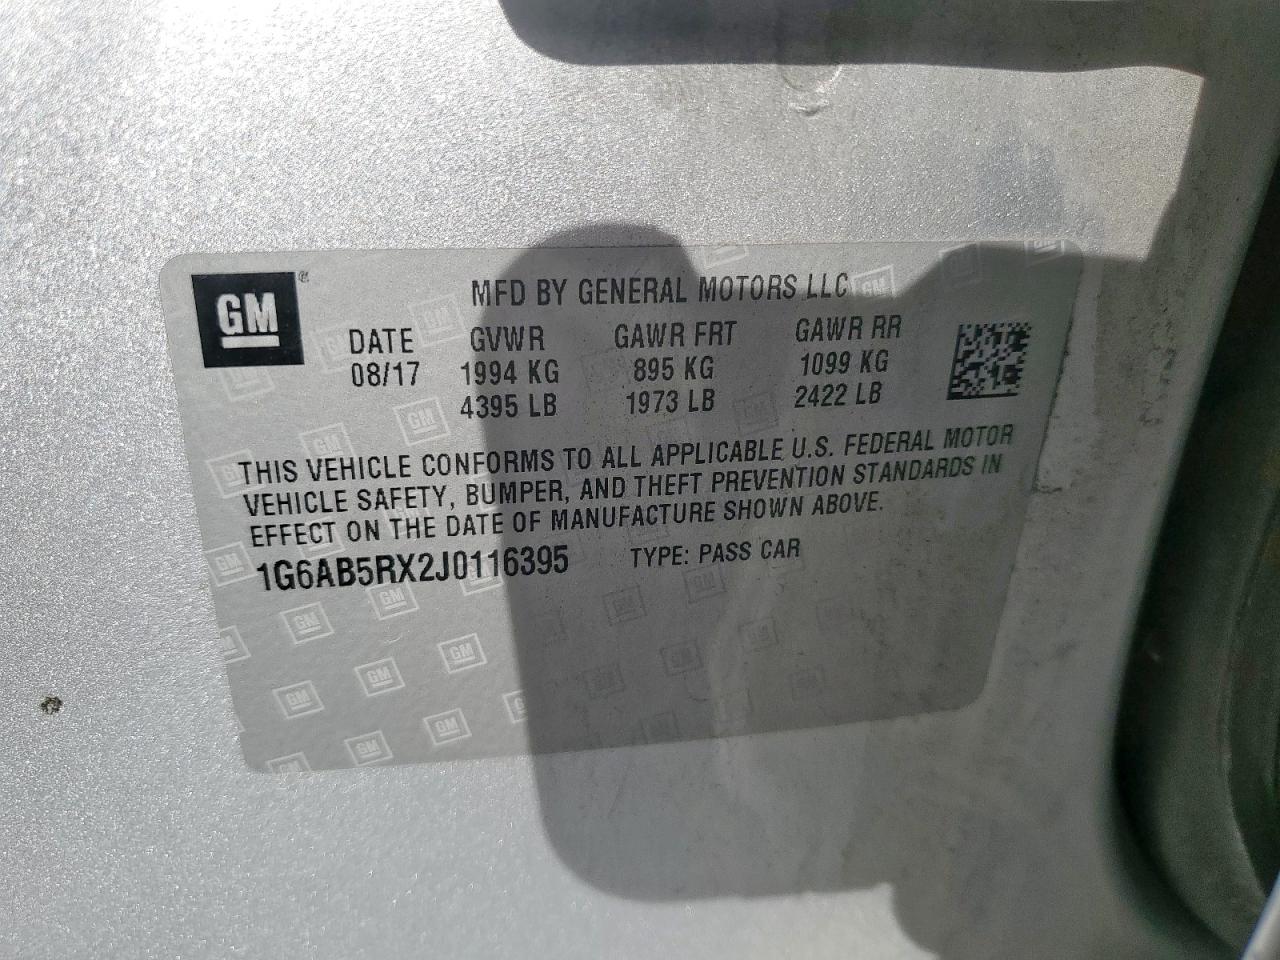 GM®
MFD BY GENERAL MOTORS LLC
DATE GVWR GAWR FRT GAWR RR
08/17 1994 KG 895 KG 1099 KG
4395 LB 1973 LB 2422 LB
THIS VEHICLE CONFORMS TO ALL APPLICABLE U.S. FEDERAL MOTOR
VEHICLE SAFETY, BUMPER, AND THEFT PREVENTION STANDARDS IN
EFFECT ON THE DATE OF MANUFACTURE SHOWN ABOVE.
1G6AB5RX2J0116395 TYPE: PASS CAR